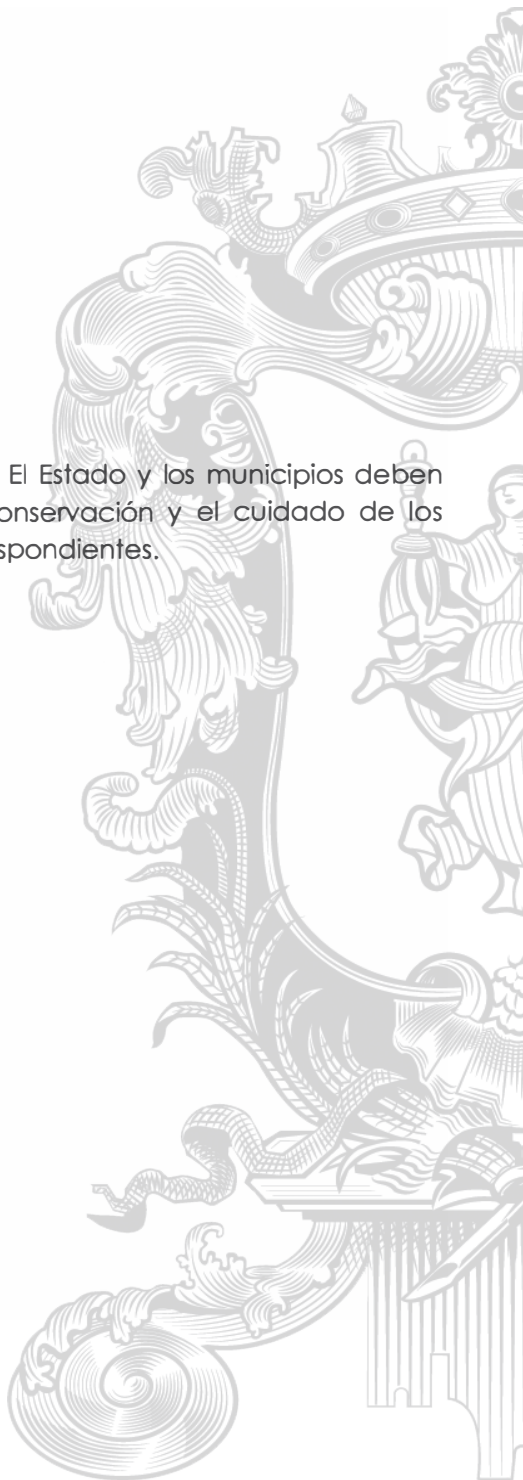 El Estado y los municipios deben
onservación y el cuidado de los
spondientes.